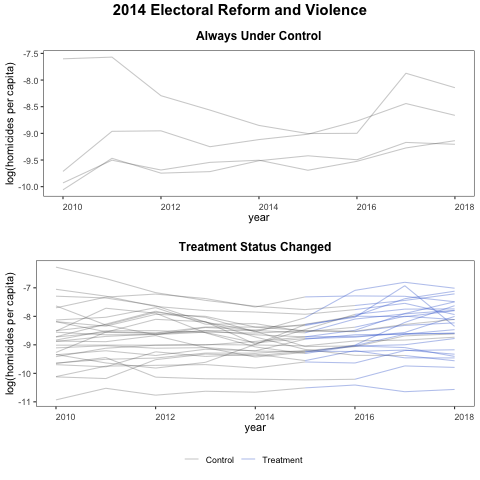 2014 Electoral Reform and Violence
Always Under Control
log(homicides per capita)
-7.5
-8.0
-8.5
-9.0
-9.5
-10.0
2010 2012 2014 2016 2018
year
Treatment Status Changed
log(homicides per capita)
-7
-8
-9
-10
-11
2010 2012 2014 2016 2018
year
Control Treatment